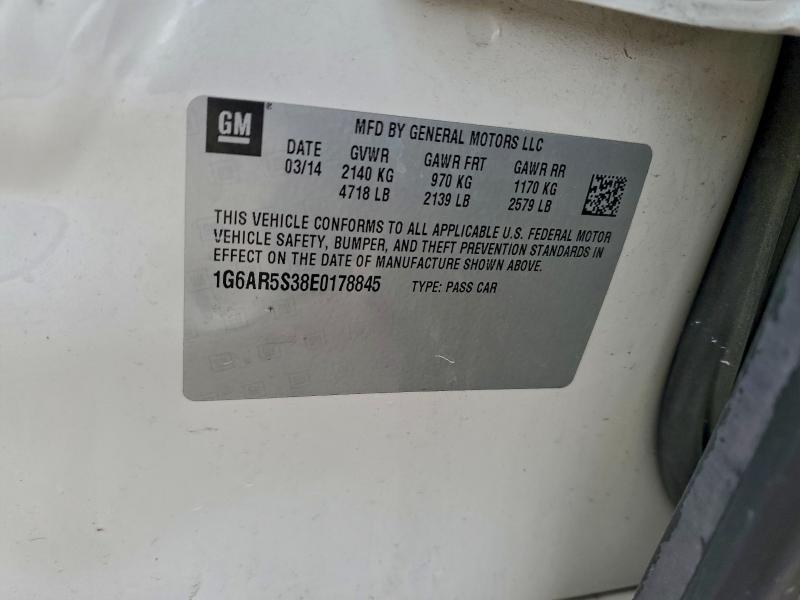 GM
MFD BY GENERAL MOTORS LLC
DATE GVWR GAWR FRT GAWR RR
03/14 2140 KG 970 KG 1170 KG
4718 LB 2139 LB 2579 LB
THIS VEHICLE CONFORMS TO ALL APPLICABLE U.S. FEDERAL MOTOR
VEHICLE SAFETY, BUMPER, AND THEFT PREVENTION STANDARDS IN
EFFECT ON THE DATE OF MANUFACTURE SHOWN ABOVE.
1G6AR5S38E0178845 TYPE: PASS CAR